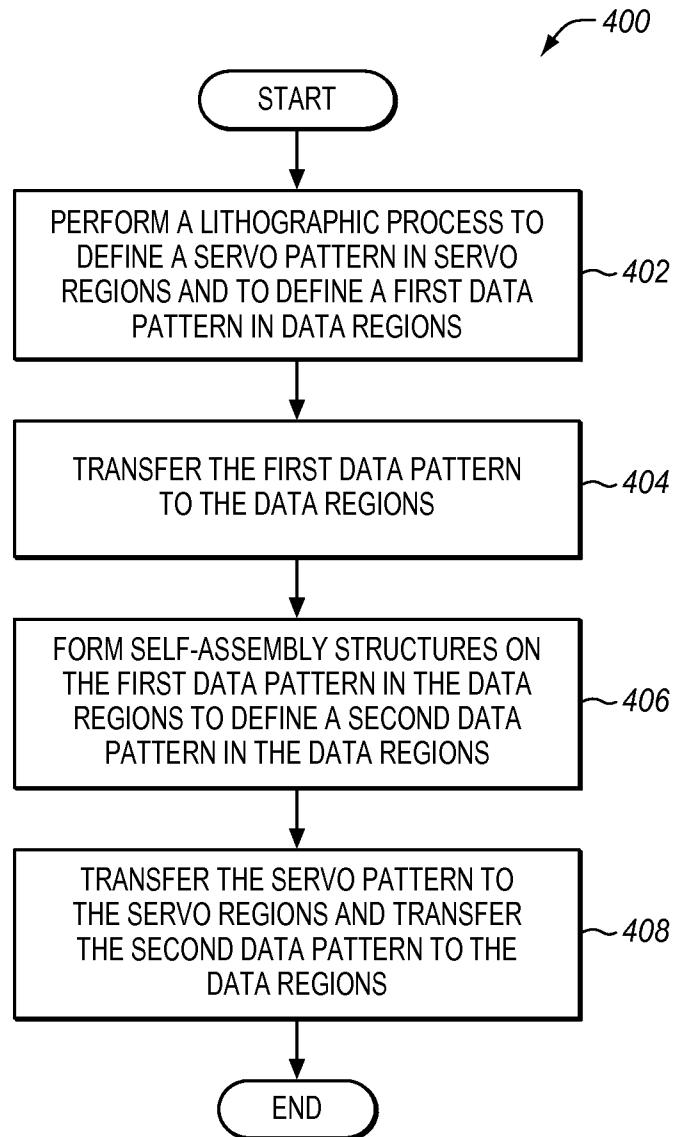 400
START
PERFORM A LITHOGRAPHIC PROCESS TO
DEFINE A SERVO PATTERN IN SERVO
REGIONS AND TO DEFINE A FIRST DATA
PATTERN IN DATA REGIONS
402
TRANSFER THE FIRST DATA PATTERN
TO THE DATA REGIONS
404
FORM SELF-ASSEMBLY STRUCTURES ON
THE FIRST DATA PATTERN IN THE DATA
REGIONS TO DEFINE A SECOND DATA
PATTERN IN THE DATA REGIONS
406
TRANSFER THE SERVO PATTERN TO
THE SERVO REGIONS AND TRANSFER
THE SECOND DATA PATTERN TO THE
DATA REGIONS
408
END